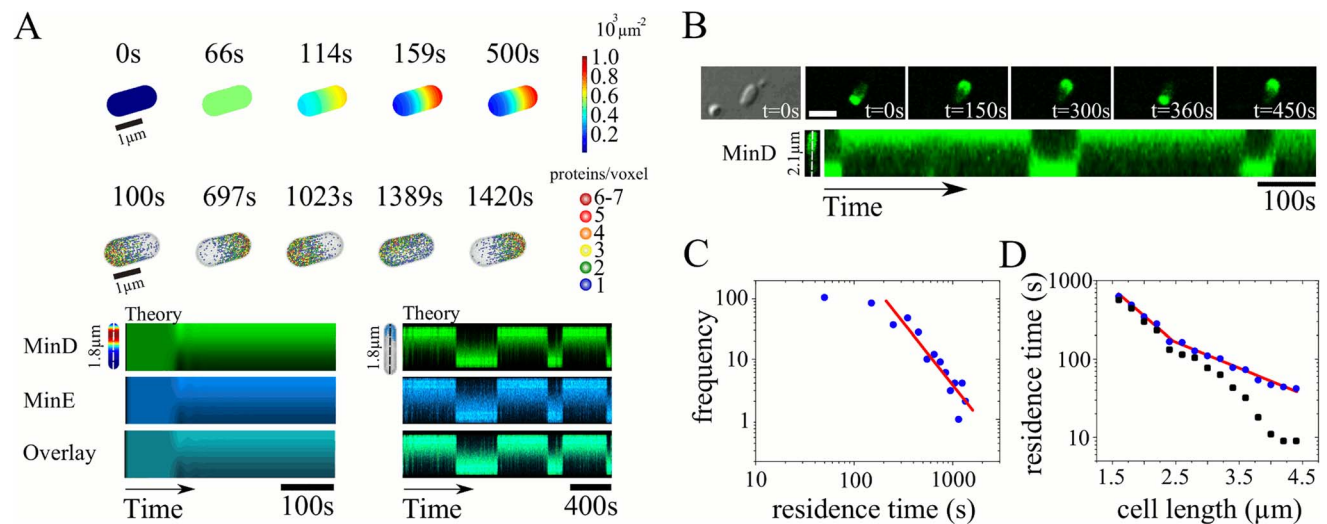 A
0s 66s 114s 159s 500s
10³µm⁻²
1.0
0.8
0.6
0.4
0.2
1µm
proteins/voxel
100s 697s 1023s 1389s 1420s
6-7
5
4
3
2
1
1µm
Theory
Theory
1.8µm
1.8µm
MinD
MinE
Overlay
Time
100s
Time
400s
B
t=0s
t=0s
t=150s
t=300s
t=360s
t=450s
MinD
2.1µm
Time
100s
C
frequency
100
10
1
10 100 1000
residence time (s)
D
residence time (s)
1000
100
10
1.5 2.5 3.5 4.5
cell length (µm)